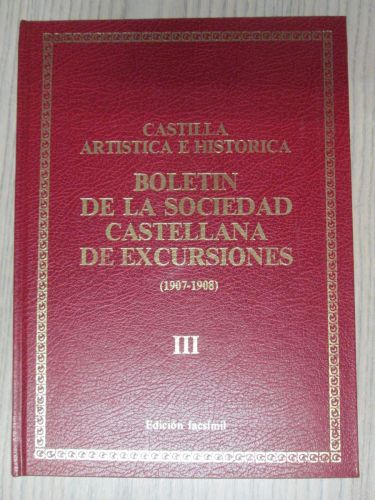 CASTILLA
ARTISTICA E HISTORICA
BOLETIN
DE LA SOCIEDAD
CASTELLANA
DE EXCURSIONES
(1907-1908)
III
Edición facsímil